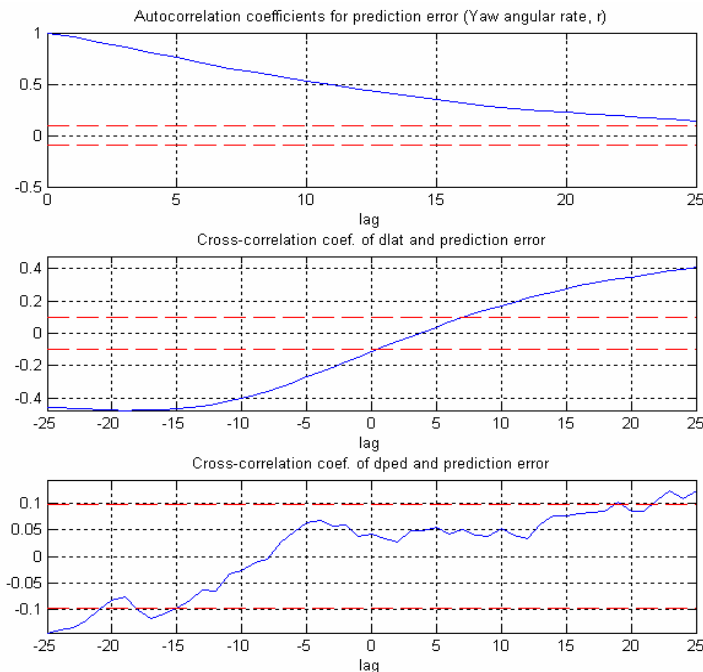 Autocorrelation coefficients for prediction error (Yaw angular rate, r)
1
0.5
0
-0.5
0 5 10 15 20 25
lag
Cross-correlation coef. of dlat and prediction error
0.4
0.2
0
-0.2
-0.4
-25 -20 -15 -10 -5 0 5 10 15 20 25
lag
Cross-correlation coef. of dped and prediction error
0.1
0.05
0
-0.05
-0.1
-25 -20 -15 -10 -5 0 5 10 15 20 25
lag